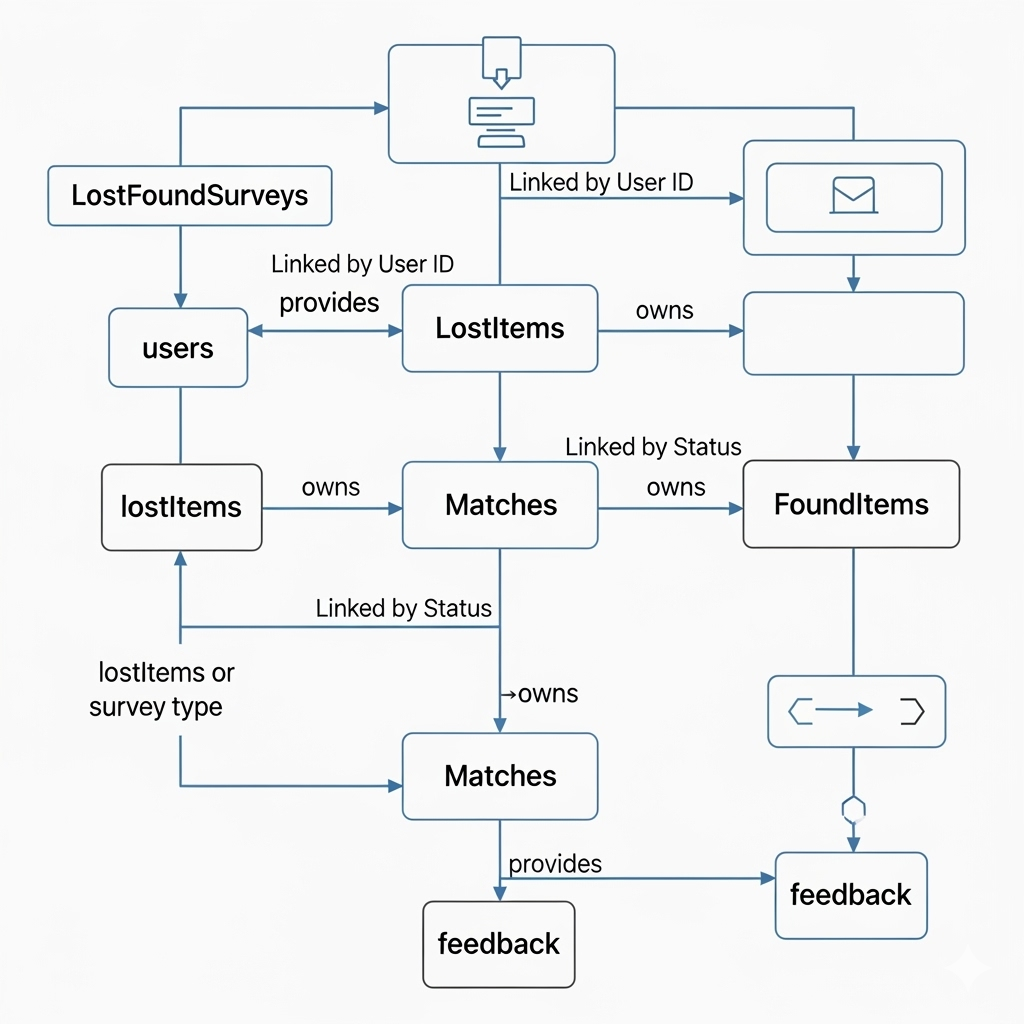 Linked by User ID
LostFoundSurveys
Linked by User ID
provides
LostItems
owns
users
Linked by Status
lostItems
owns
Matches
owns
FoundItems
Linked by Status
lostItems or
survey type
→owns
Matches
provides
feedback
feedback